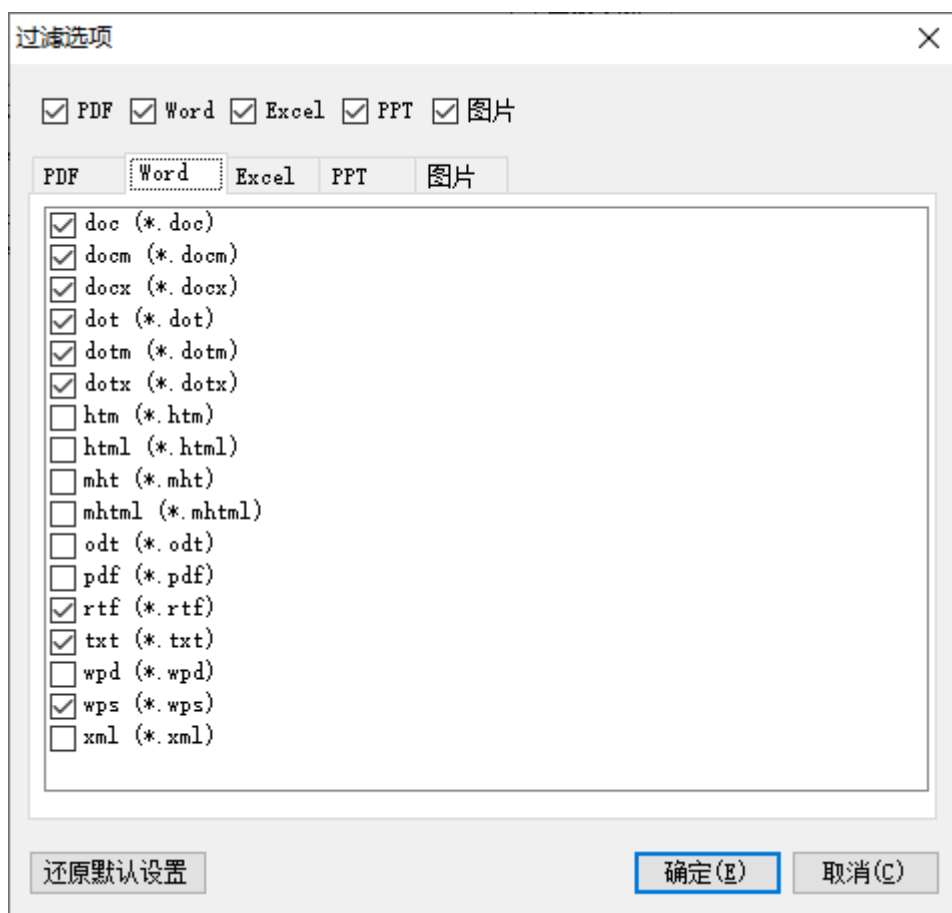 过滤选项
PDF Word Excel PPT 图片
PDF Word Excel PPT 图片
doc (*.doc)
docm (*.docm)
docx (*.docx)
dot (*.dot)
dotm (*.dotm)
dotx (*.dotx)
htm (*.htm)
html (*.html)
mht (*.mht)
mhtml (*.mhtml)
odt (*.odt)
pdf (*.pdf)
rtf (*.rtf)
txt (*.txt)
wpd (*.wpd)
wps (*.wps)
xml (*.xml)
还原默认设置 确定(E) 取消(C)